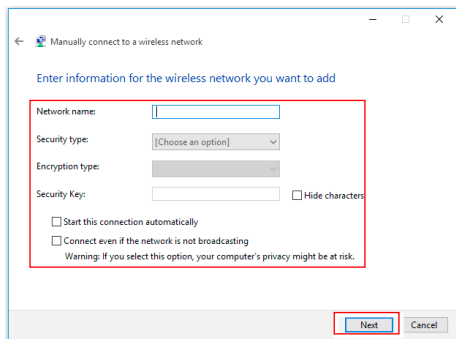 Manually connect to a wireless network
Enter information for the wireless network you want to add
Network name:
Security type: [Choose an option]
Encryption type:
Security Key: Hide characters
Start this connection automatically
Connect even if the network is not broadcasting
Warning: If you select this option, your computer's privacy might be at risk.
Next Cancel